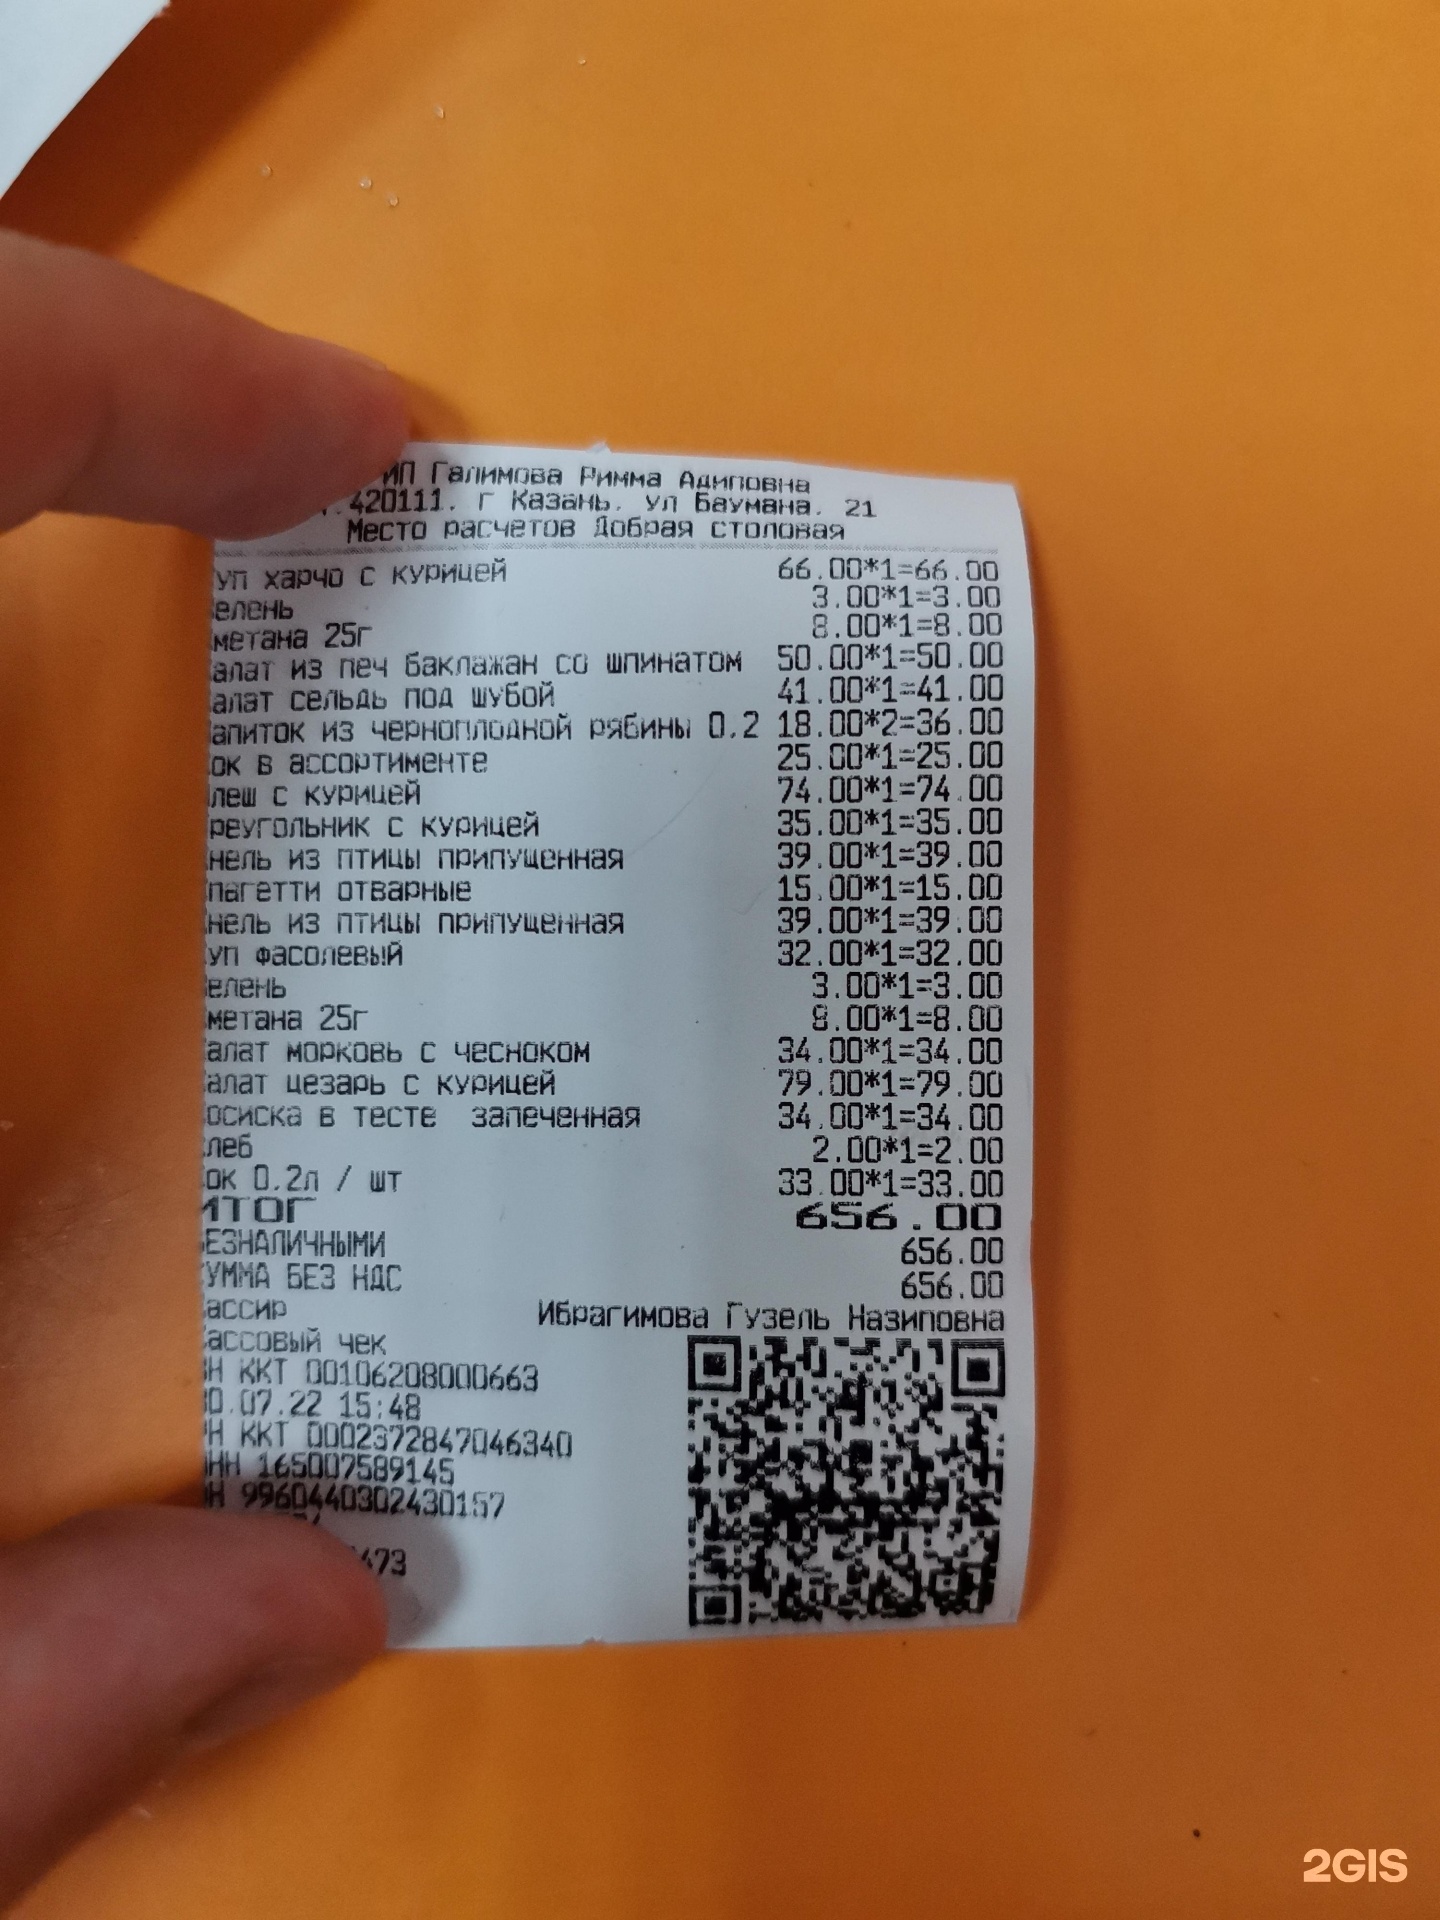 ИП Галимова Римма Адиповна
420111. г Казань. ул Баумана. 21
Место расчетов Добрая столовая
уп харчо с курицей 66.00*1=66.00
елень 3.00*1=3.00
метана 25г 8.00*1=8.00
алат из печ баклажан со шпинатом 50.00*1=50.00
алат сельдь под шубой 41.00*1=41.00
апиток из черноплодной рябины 0.2 18.00*2=36.00
ок в ассортименте 25.00*1=25.00
леш с курицей 74.00*1=74.00
реугольник с курицей 35.00*1=35.00
нель из птицы припущенная 39.00*1=39.00
пагетти отварные 15.00*1=15.00
нель из птицы припущенная 39.00*1=39.00
уп фасолевый 32.00*1=32.00
елень 3.00*1=3.00
метана 25г 8.00*1=8.00
алат морковь с чесноком 34.00*1=34.00
алат цезарь с курицей 79.00*1=79.00
осиска в тесте запеченная 34.00*1=34.00
леб 2.00*1=2.00
ок 0.2л / шт 33.00*1=33.00
ИТОГ 656.00
ЕЗНАЛИЧНЫМИ 656.00
УММА БЕЗ НДС 656.00
ассир Ибрагимова Гузель Назиповна
ассовый чек
Н ККТ 00106208000663
30.07.22 15:48
Н ККТ 0002372847046340
НН 165007589145
Н 9960440302430157
473
2GIS